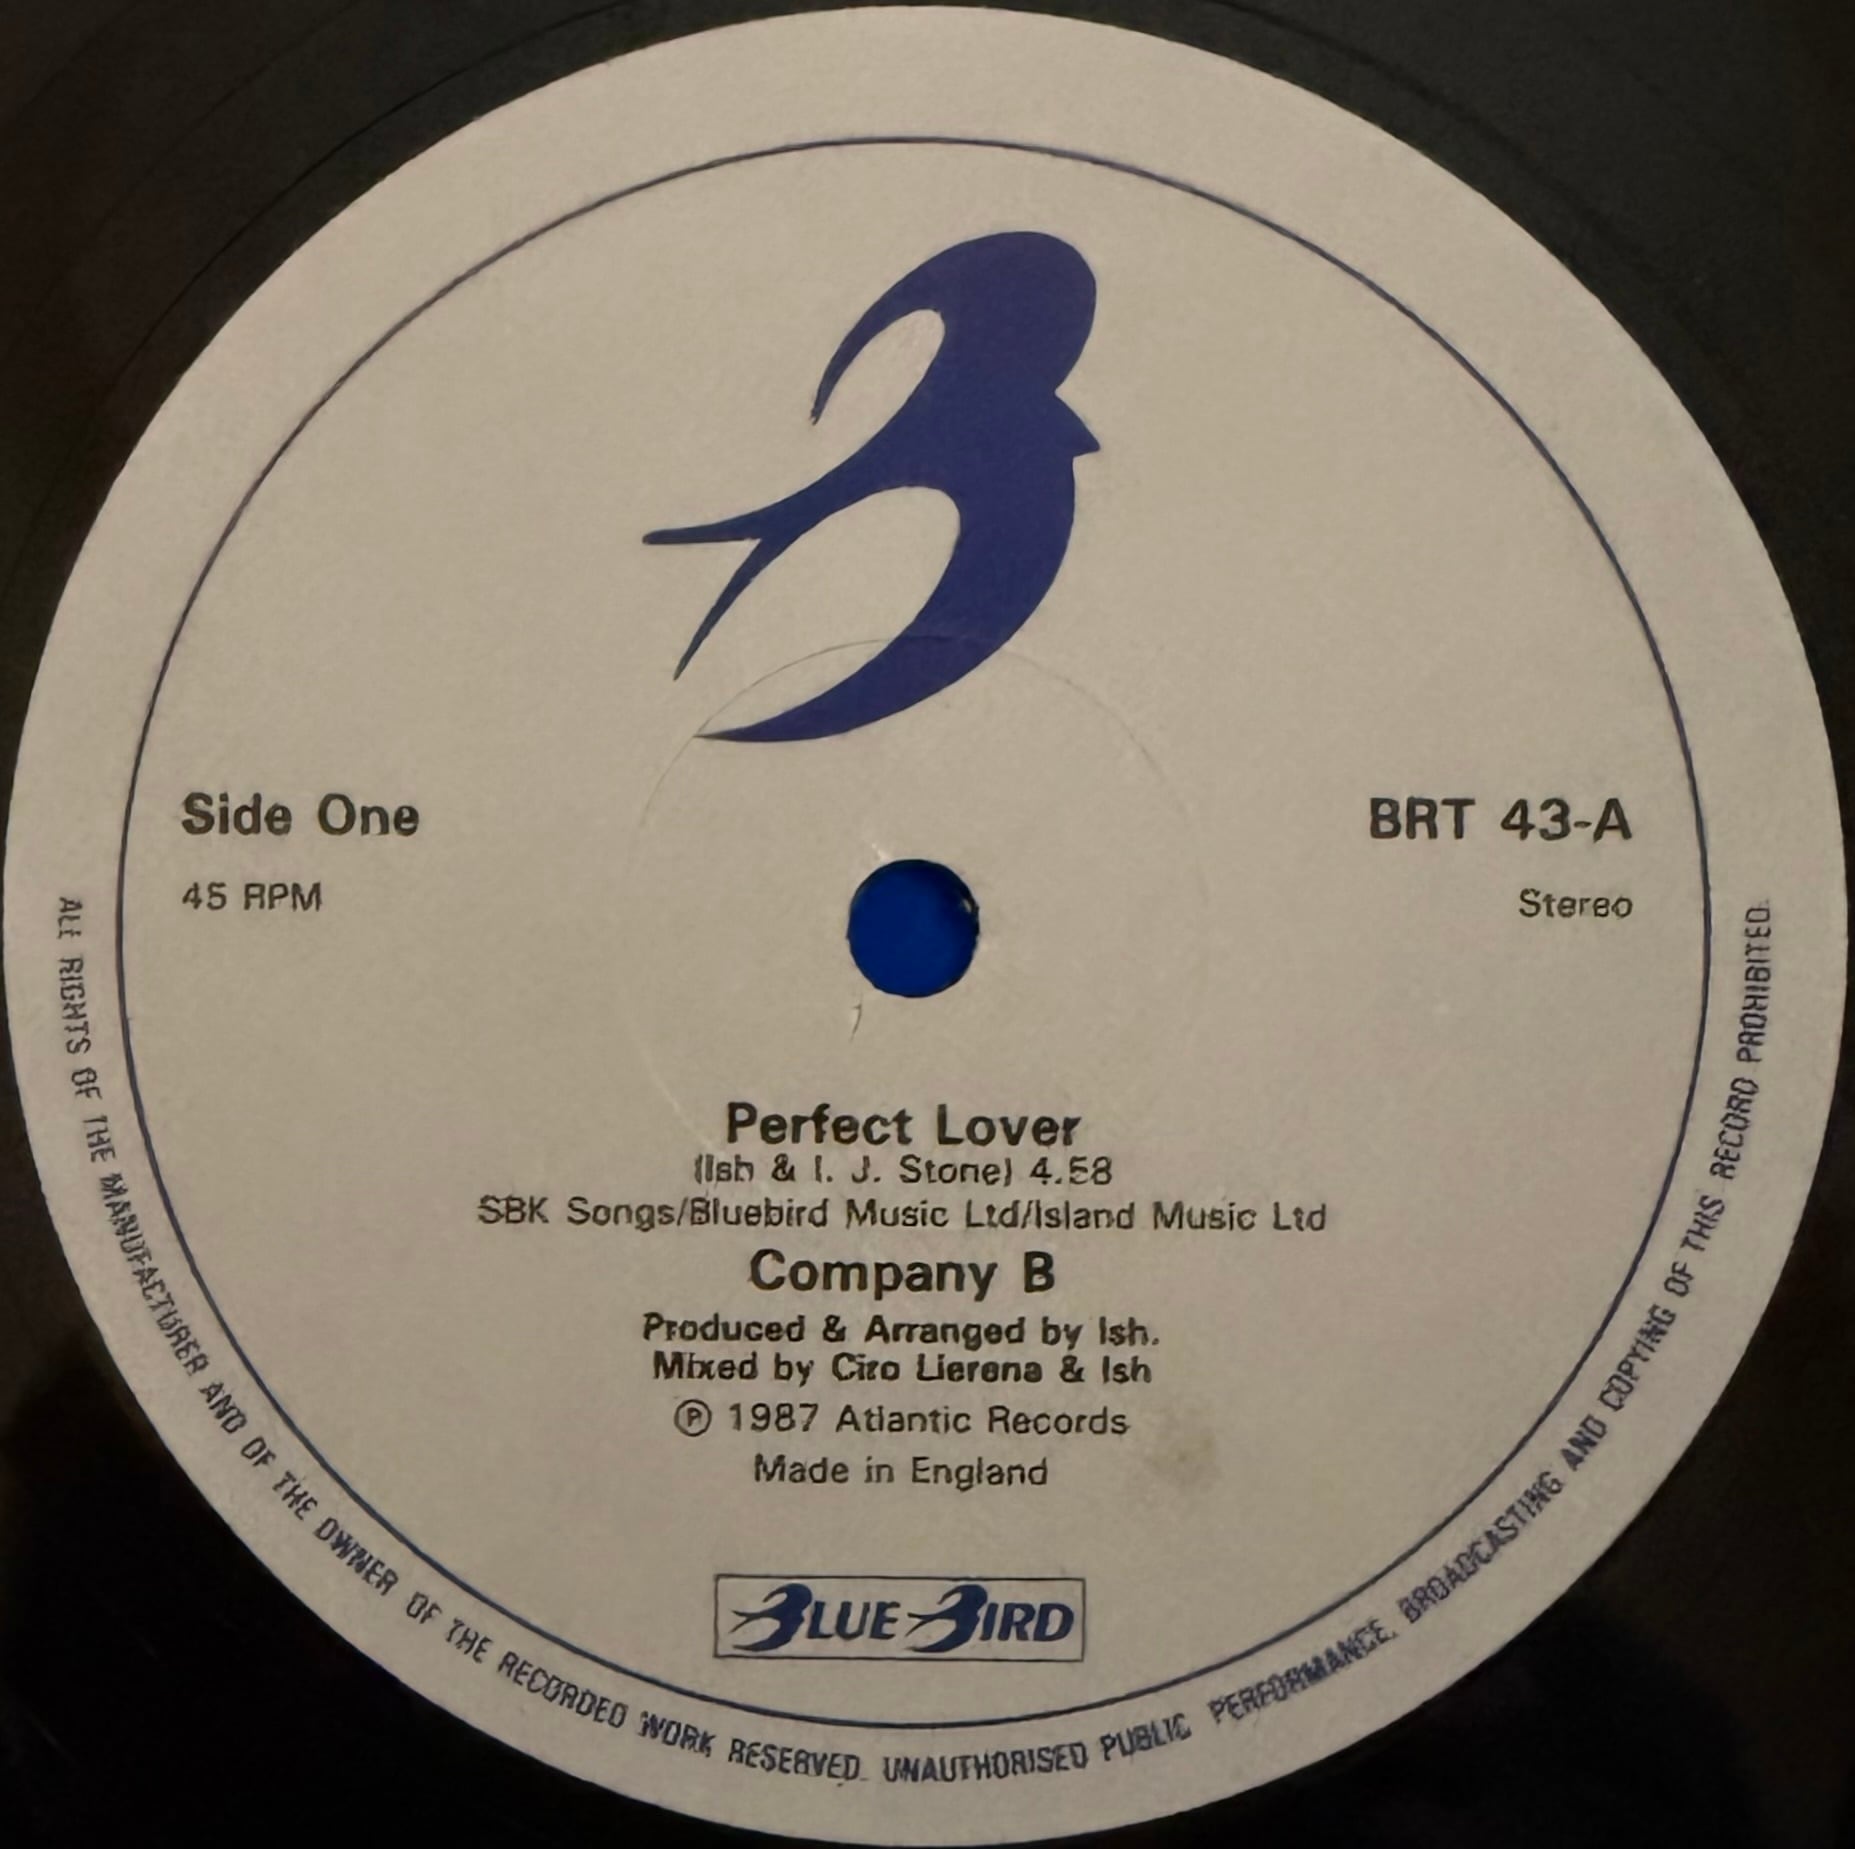 Side One
BRT 43-A
45 RPM
Stereo
Perfect Lover
(Ish & I. J. Stone) 4.58
SBK Songs/Bluebird Music Ltd/Island Music Ltd
Company B
Produced & Arranged by Ish.
Mixed by Ciro Llerena & Ish
Ⓟ 1987 Atlantic Records
Made in England
BLUE BIRD
ALL RIGHTS OF THE MANUFACTURER AND OF THE OWNER OF THE RECORDED WORK RESERVED. UNAUTHORISED PUBLIC PERFORMANCE, BROADCASTING AND COPYING OF THIS RECORD PROHIBITED.